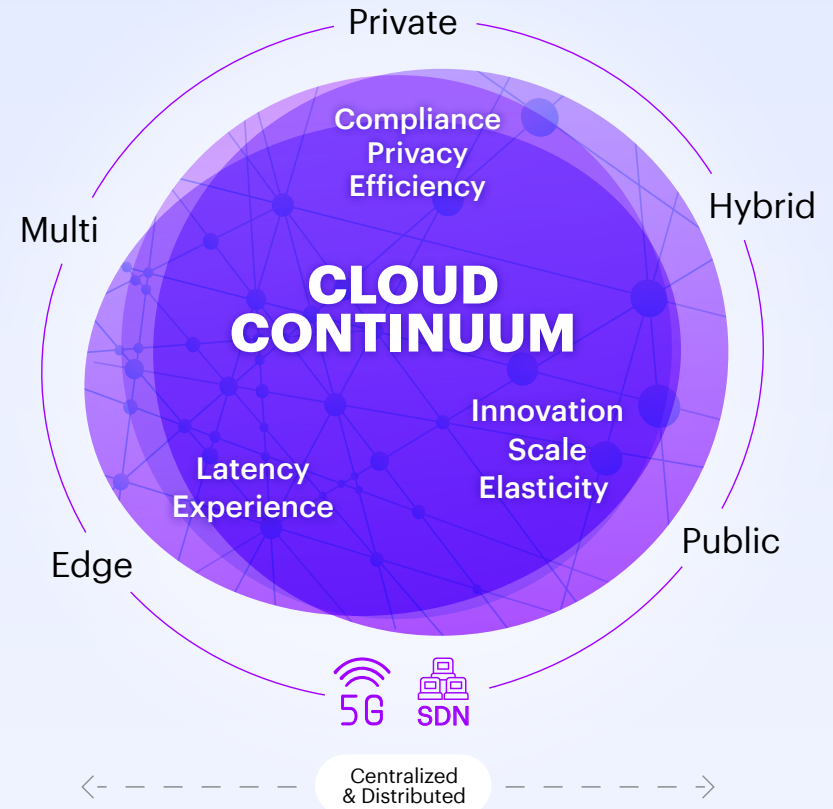 Private
Compliance
Privacy
Efficiency
Multi
Hybrid
CLOUD
CONTINUUM
Innovation
Scale
Elasticity
Latency
Experience
Edge
Public
5G
SDN
Centralized
& Distributed